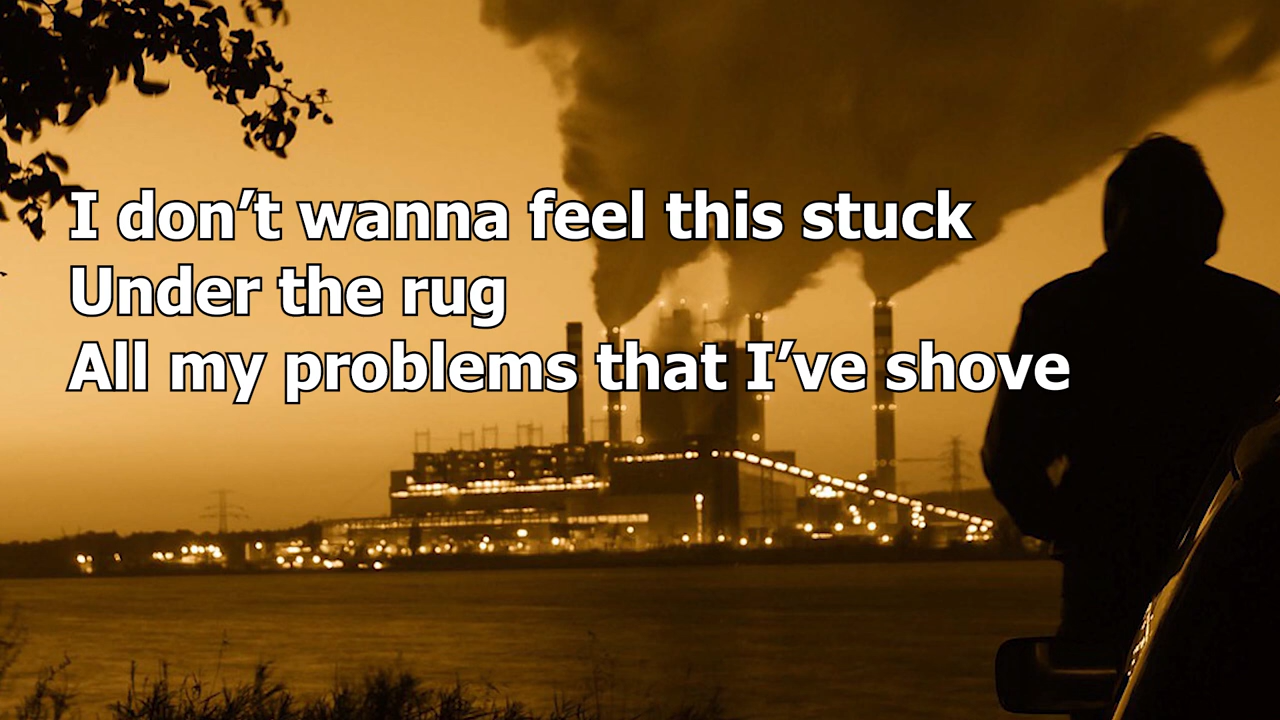 I don’t wanna feel this stuck
Under the rug
All my problems that I’ve shove